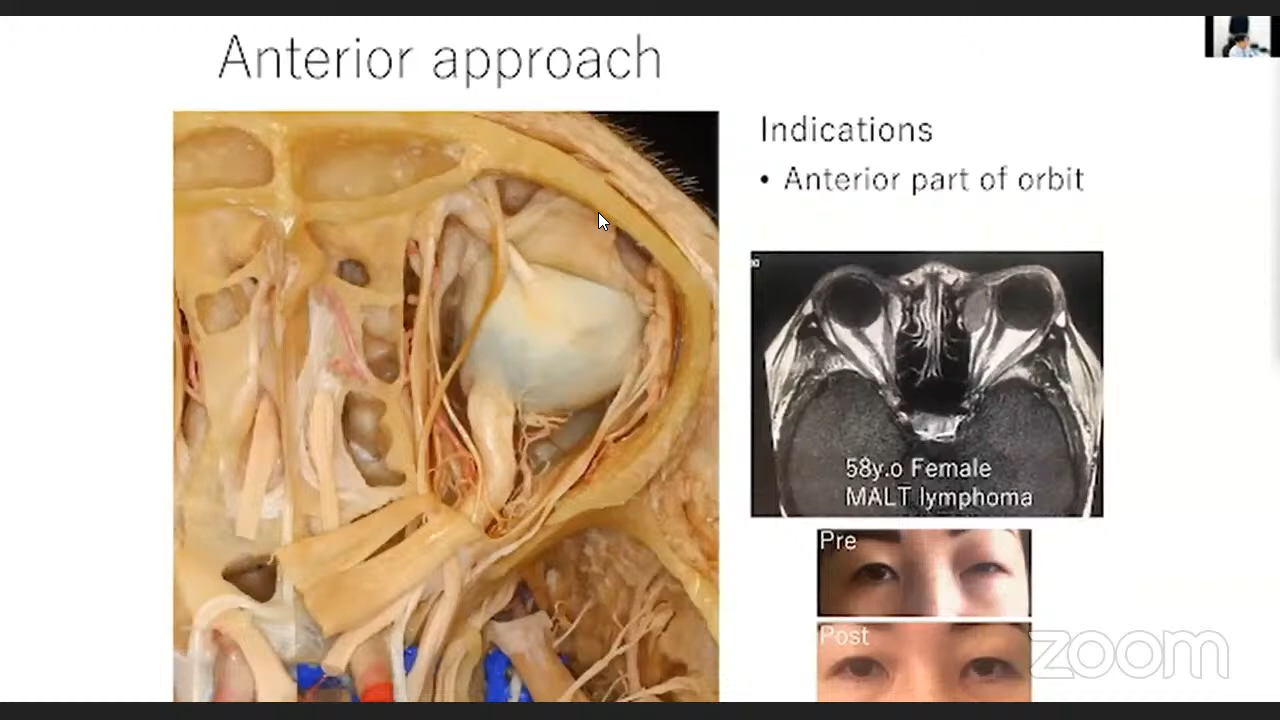 Anterior approach
Indications
• Anterior part of orbit
58y.o Female
MALT lymphoma
Pre
Post
zoom